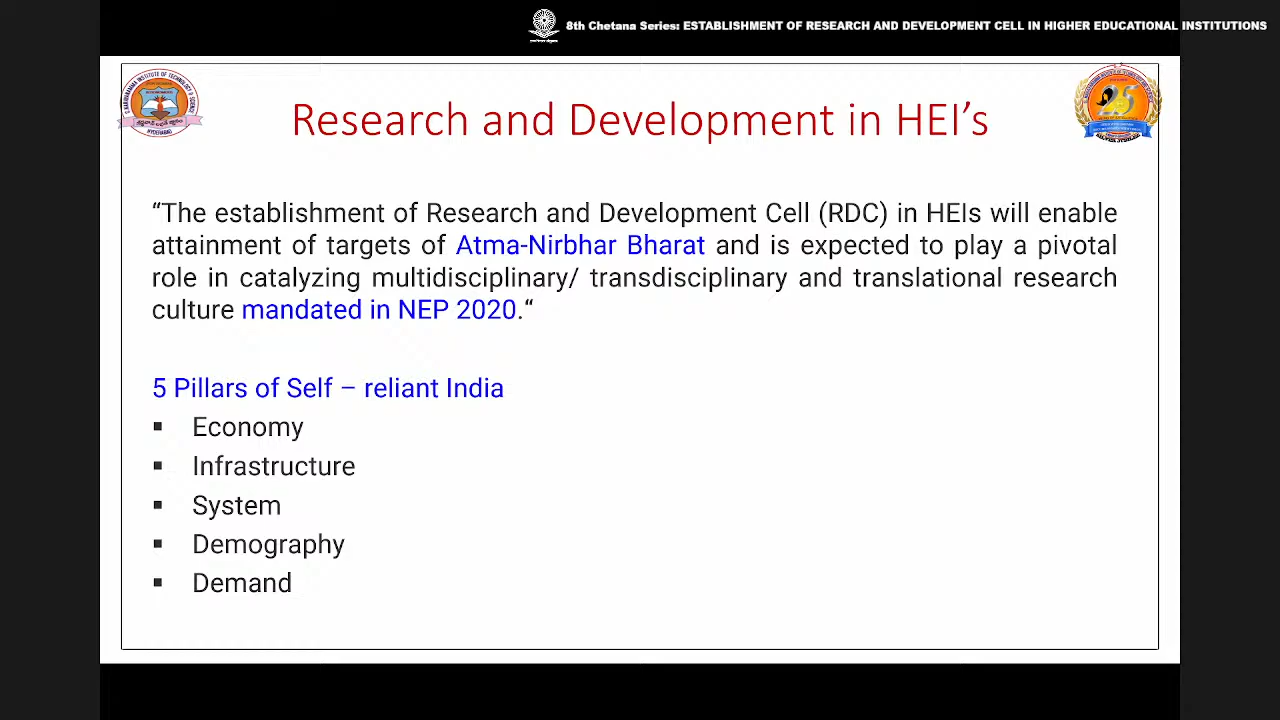 8th Chetana Series: ESTABLISHMENT OF RESEARCH AND DEVELOPMENT CELL IN HIGHER EDUCATIONAL INSTITUTIONS
Research and Development in HEI’s
“The establishment of Research and Development Cell (RDC) in HEIs will enable
attainment of targets of Atma-Nirbhar Bharat and is expected to play a pivotal
role in catalyzing multidisciplinary/ transdisciplinary and translational research
culture mandated in NEP 2020.“
5 Pillars of Self – reliant India
▪ Economy
▪ Infrastructure
▪ System
▪ Demography
▪ Demand
HYDERABAD
25